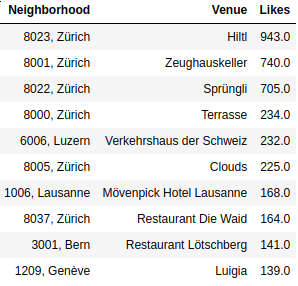 Neighborhood Venue Likes
8023, Zürich Hiltl 943.0
8001, Zürich Zeughauskeller 740.0
8022, Zürich Sprüngli 705.0
8000, Zürich Terrasse 234.0
6006, Luzern Verkehrshaus der Schweiz 232.0
8005, Zürich Clouds 225.0
1006, Lausanne Mövenpick Hotel Lausanne 168.0
8037, Zürich Restaurant Die Waid 164.0
3001, Bern Restaurant Lötschberg 141.0
1209, Genève Luigia 139.0